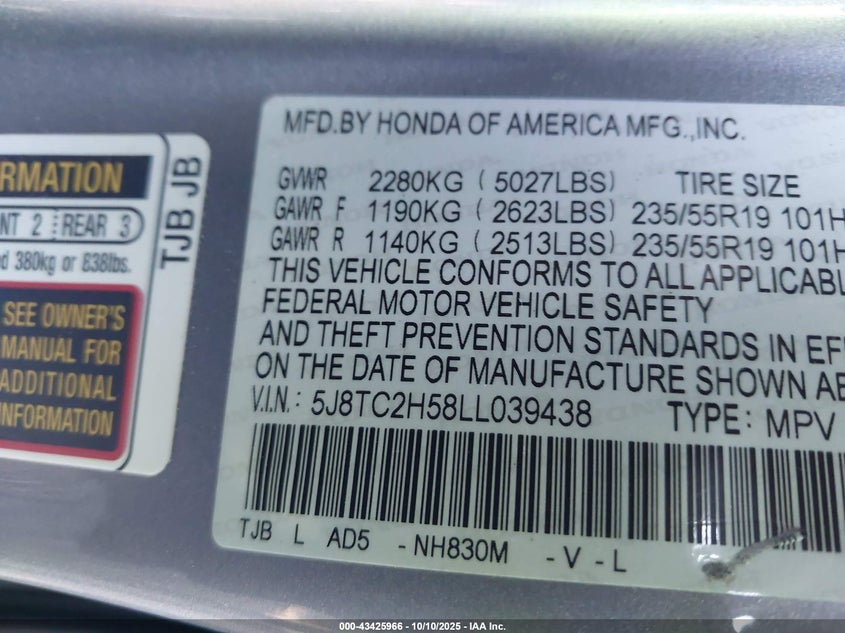 RMATION
NT 2 REAR 3
d 380kg or 838lbs.
SEE OWNER'S
MANUAL FOR
ADDITIONAL
INFORMATION
TJB JB
MFD.BY HONDA OF AMERICA MFG.,INC.
GVWR 2280KG ( 5027LBS) TIRE SIZE
GAWR F 1190KG ( 2623LBS) 235/55R19 101H
GAWR R 1140KG ( 2513LBS) 235/55R19 101H
THIS VEHICLE CONFORMS TO ALL APPLICABL
FEDERAL MOTOR VEHICLE SAFETY
AND THEFT PREVENTION STANDARDS IN EFF
ON THE DATE OF MANUFACTURE SHOWN AB
V.I.N.: 5J8TC2H58LL039438 TYPE: MPV
TJB L AD5 - NH830M - V - L
000-43425966 - 10/10/2025 - IAA Inc.